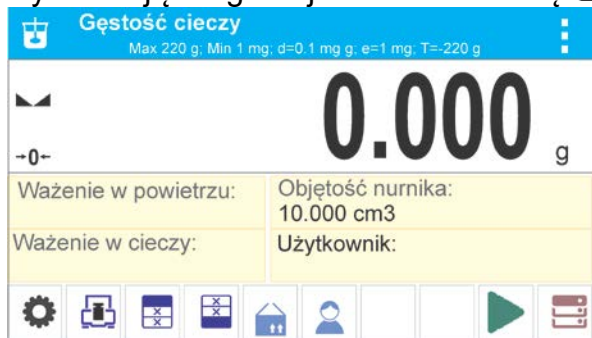 Gęstość cieczy
Max 220 g; Min 1 mg; d=0.1 mg g; e=1 mg; T=-220 g
0.000 g
→0←
Ważenie w powietrzu:
Objętość nurnika:
10.000 cm3
Ważenie w cieczy:
Użytkownik: